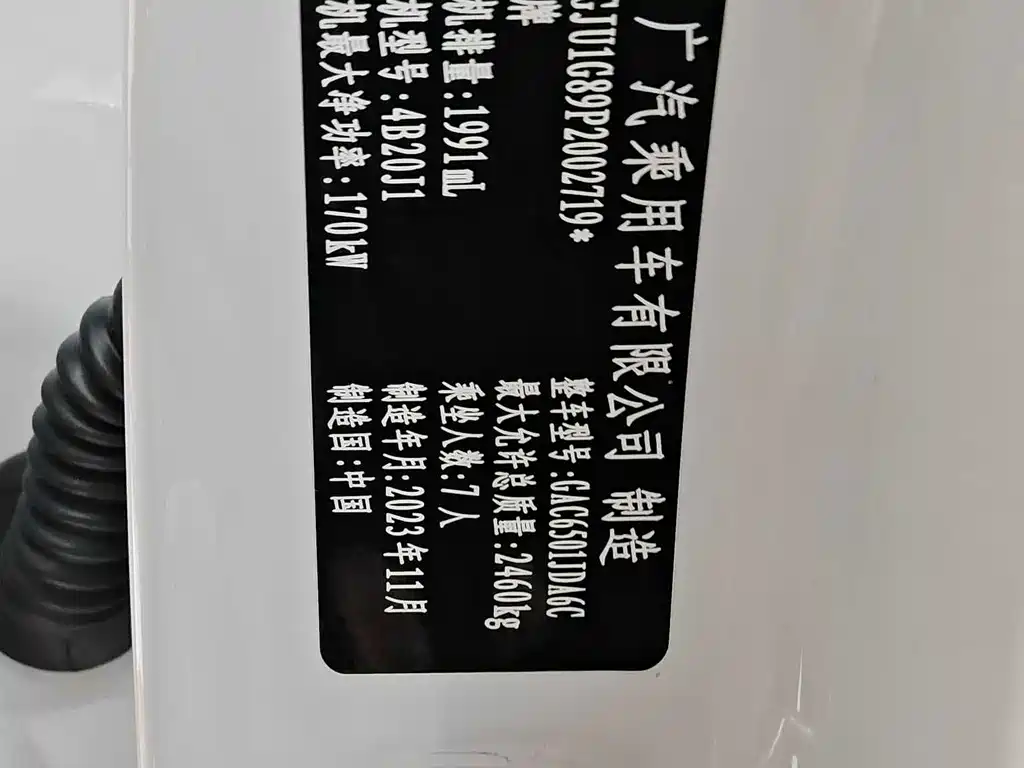 广汽乘用车有限公司 制造
JU1G89P2002719*
牌 整车型号:GAC6501JDA6C
最大允许总质量:2460kg
机排量:1991mL 乘坐人数:7人
机型号:4B20J1 制造年月:2023年11月
机最大净功率:170kW 制造国:中国